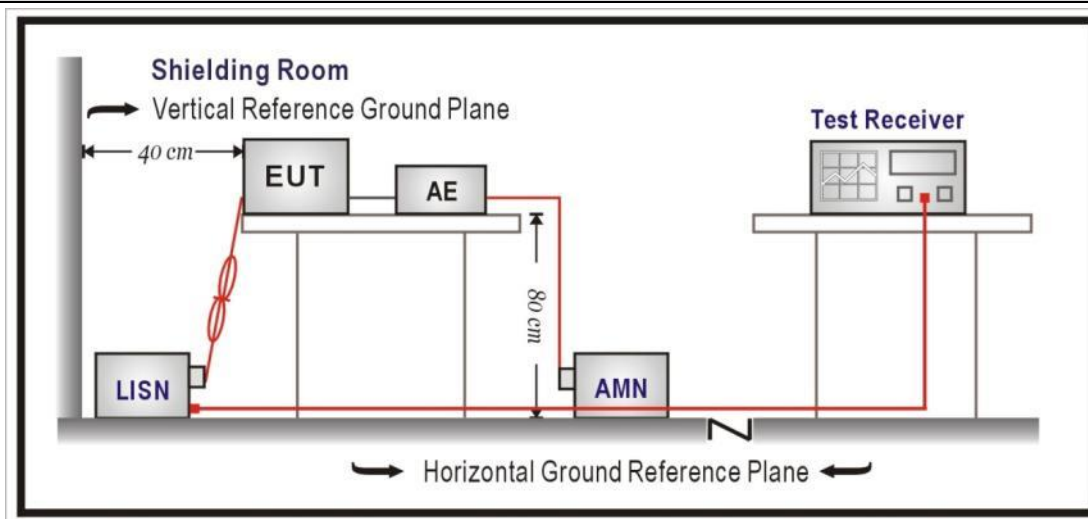 Shielding Room
Vertical Reference Ground Plane
Test Receiver
40 cm
EUT
AE
80 cm
LISN
AMN
Horizontal Ground Reference Plane